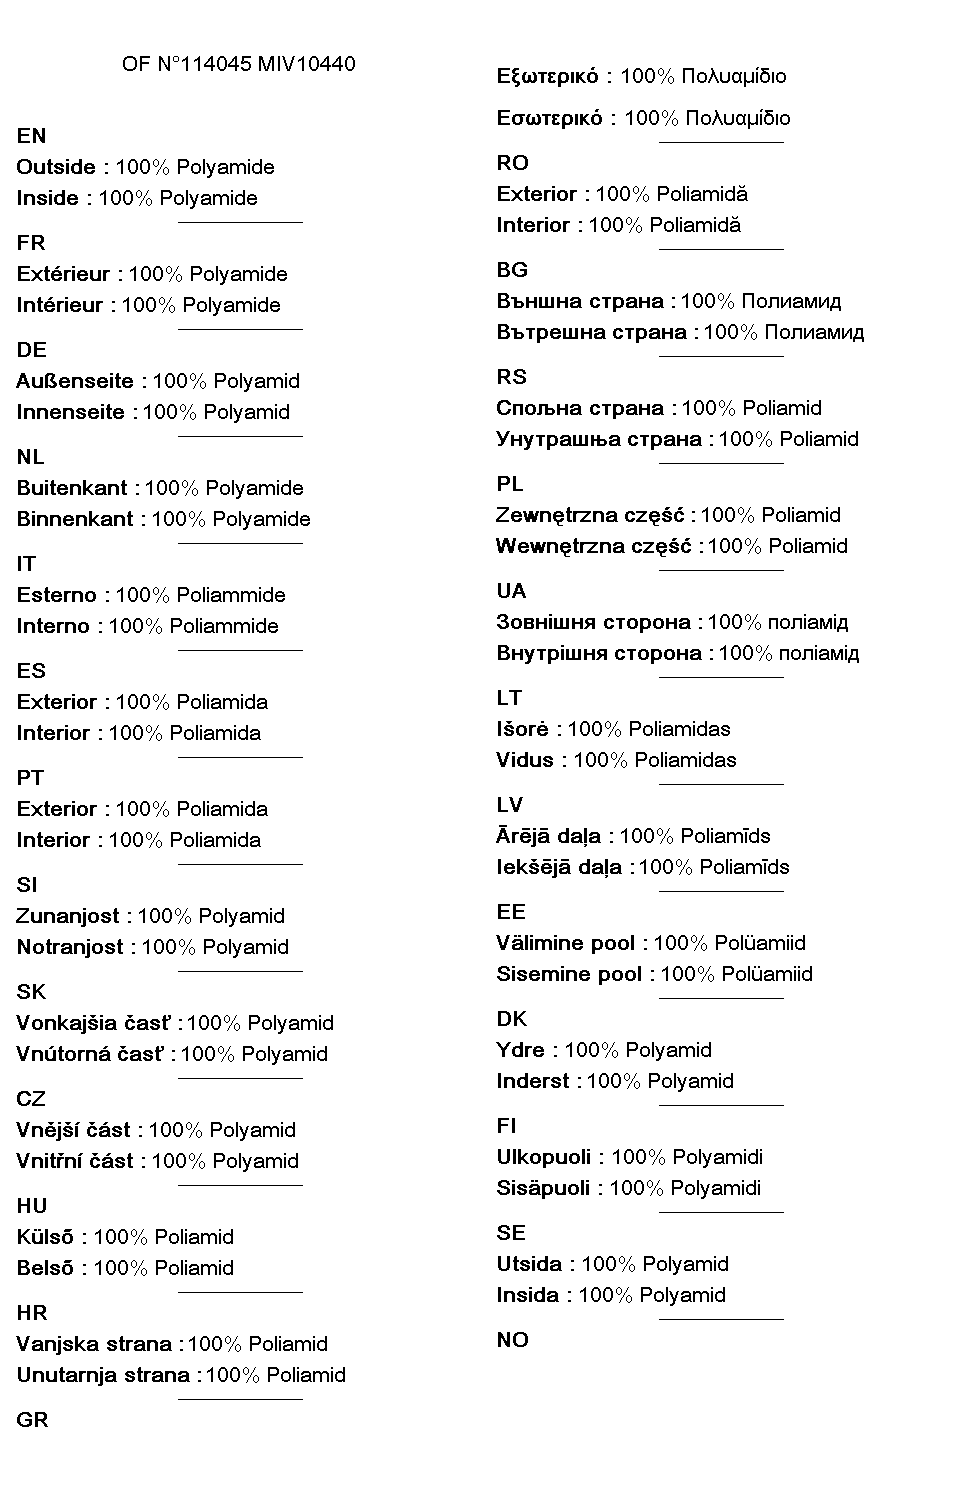 OF N°114045 MIV10440
EN
Outside : 100% Polyamide
Inside : 100% Polyamide
FR
Extérieur : 100% Polyamide
Intérieur : 100% Polyamide
DE
Außenseite : 100% Polyamid
Innenseite : 100% Polyamid
NL
Buitenkant : 100% Polyamide
Binnenkant : 100% Polyamide
IT
Esterno : 100% Poliammide
Interno : 100% Poliammide
ES
Exterior : 100% Poliamida
Interior : 100% Poliamida
PT
Exterior : 100% Poliamida
Interior : 100% Poliamida
SI
Zunanjost : 100% Polyamid
Notranjost : 100% Polyamid
SK
Vonkajšia časť : 100% Polyamid
Vnútorná časť : 100% Polyamid
CZ
Vnější část : 100% Polyamid
Vnitřní část : 100% Polyamid
HU
Külső : 100% Poliamid
Belső : 100% Poliamid
HR
Vanjska strana : 100% Poliamid
Unutarnja strana : 100% Poliamid
GR
Εξωτερικό : 100% Πολυαμίδιο
Εσωτερικό : 100% Πολυαμίδιο
RO
Exterior : 100% Poliamidă
Interior : 100% Poliamidă
BG
Външна страна : 100% Полиамид
Вътрешна страна : 100% Полиамид
RS
Спољна страна : 100% Poliamid
Унутрашња страна : 100% Poliamid
PL
Zewnętrzna część : 100% Poliamid
Wewnętrzna część : 100% Poliamid
UA
Зовнішня сторона : 100% поліамід
Внутрішня сторона : 100% поліамід
LT
Išorė : 100% Poliamidas
Vidus : 100% Poliamidas
LV
Ārējā daļa : 100% Poliamīds
Iekšējā daļa : 100% Poliamīds
EE
Välimine pool : 100% Polüamiid
Sisemine pool : 100% Polüamiid
DK
Ydre : 100% Polyamid
Inderst : 100% Polyamid
FI
Ulkopuoli : 100% Polyamidi
Sisäpuoli : 100% Polyamidi
SE
Utsida : 100% Polyamid
Insida : 100% Polyamid
NO